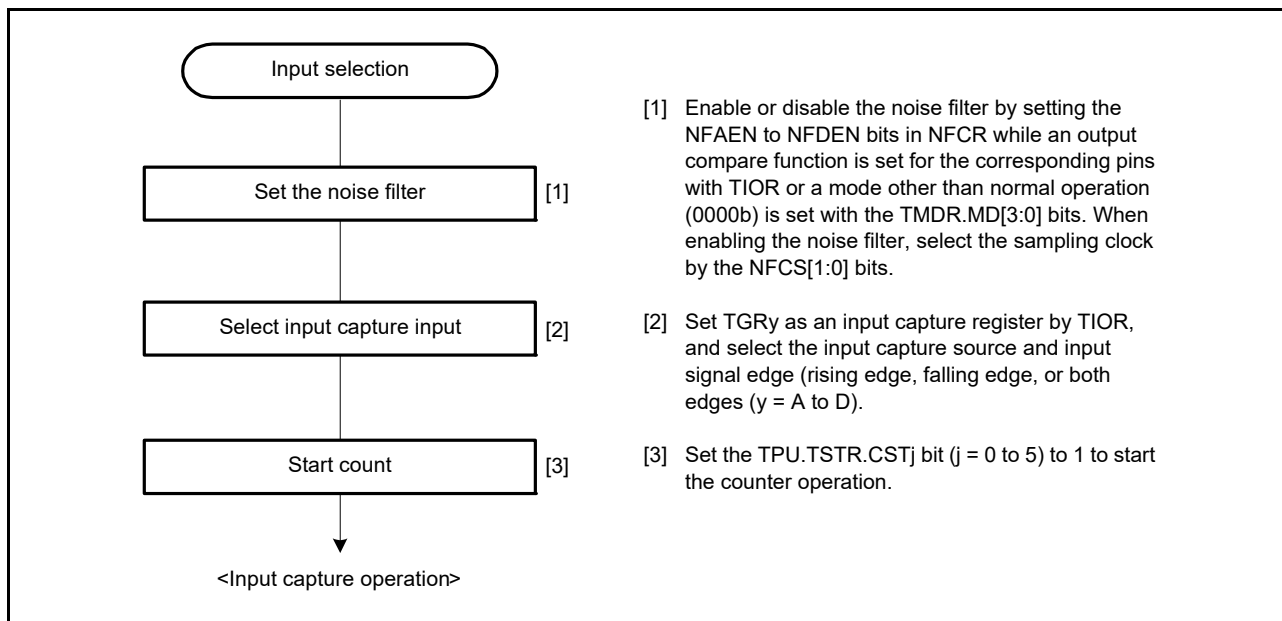 Input selection
Set the noise filter [1]
Select input capture input [2]
Start count [3]
<Input capture operation>
[1] Enable or disable the noise filter by setting the
NFAEN to NFDEN bits in NFCR while an output
compare function is set for the corresponding pins
with TIOR or a mode other than normal operation
(0000b) is set with the TMDR.MD[3:0] bits. When
enabling the noise filter, select the sampling clock
by the NFCS[1:0] bits.
[2] Set TGRy as an input capture register by TIOR,
and select the input capture source and input
signal edge (rising edge, falling edge, or both
edges (y = A to D).
[3] Set the TPU.TSTR.CSTj bit (j = 0 to 5) to 1 to start
the counter operation.